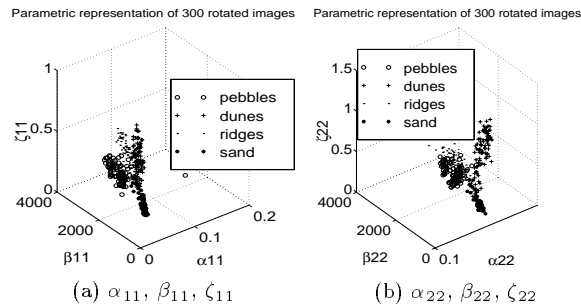 Parametric representation of 300 rotated images
1
0.5
0
ζ11
4000
2000
0
β11
0
0.1
0.2
α11
pebbles
dunes
ridges
sand
(a) α11, β11, ζ11
Parametric representation of 300 rotated images
1.5
1
0.5
0
ζ22
4000
2000
0
β22
0.1
α22
pebbles
dunes
ridges
sand
(b) α22, β22, ζ22